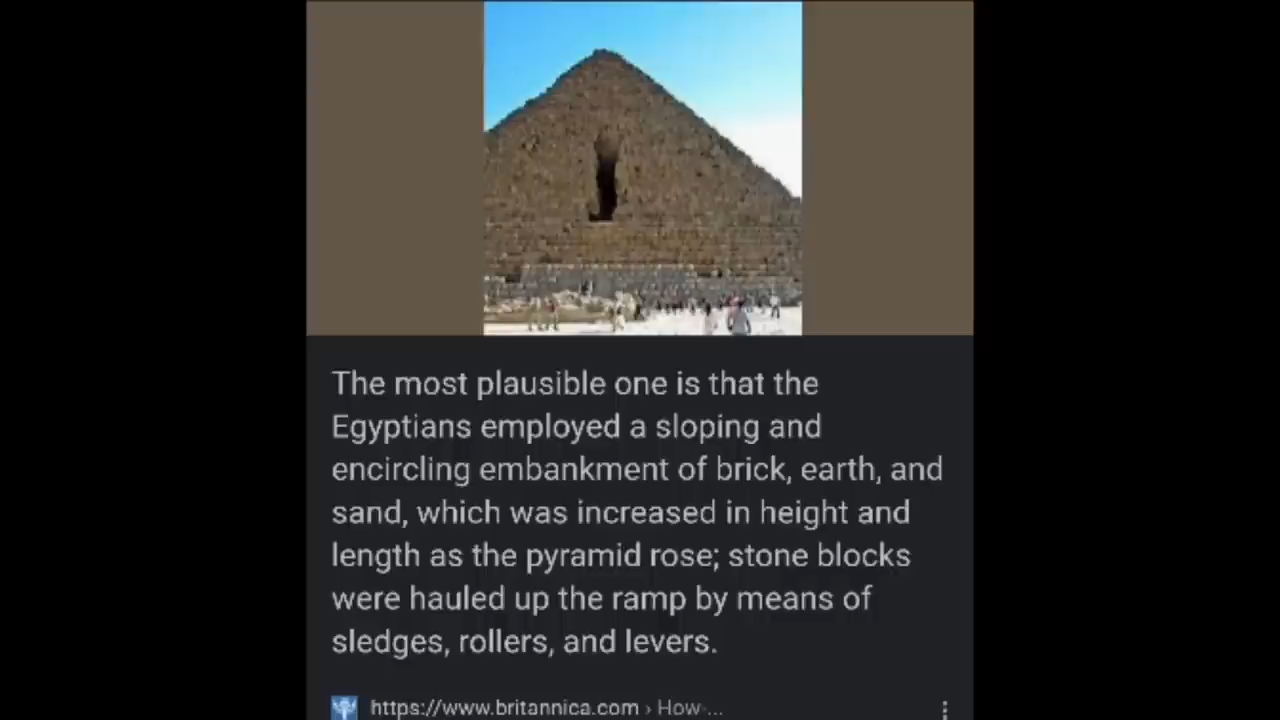 The most plausible one is that the
Egyptians employed a sloping and
encircling embankment of brick, earth, and
sand, which was increased in height and
length as the pyramid rose; stone blocks
were hauled up the ramp by means of
sledges, rollers, and levers.
https://www.britannica.com › How-...